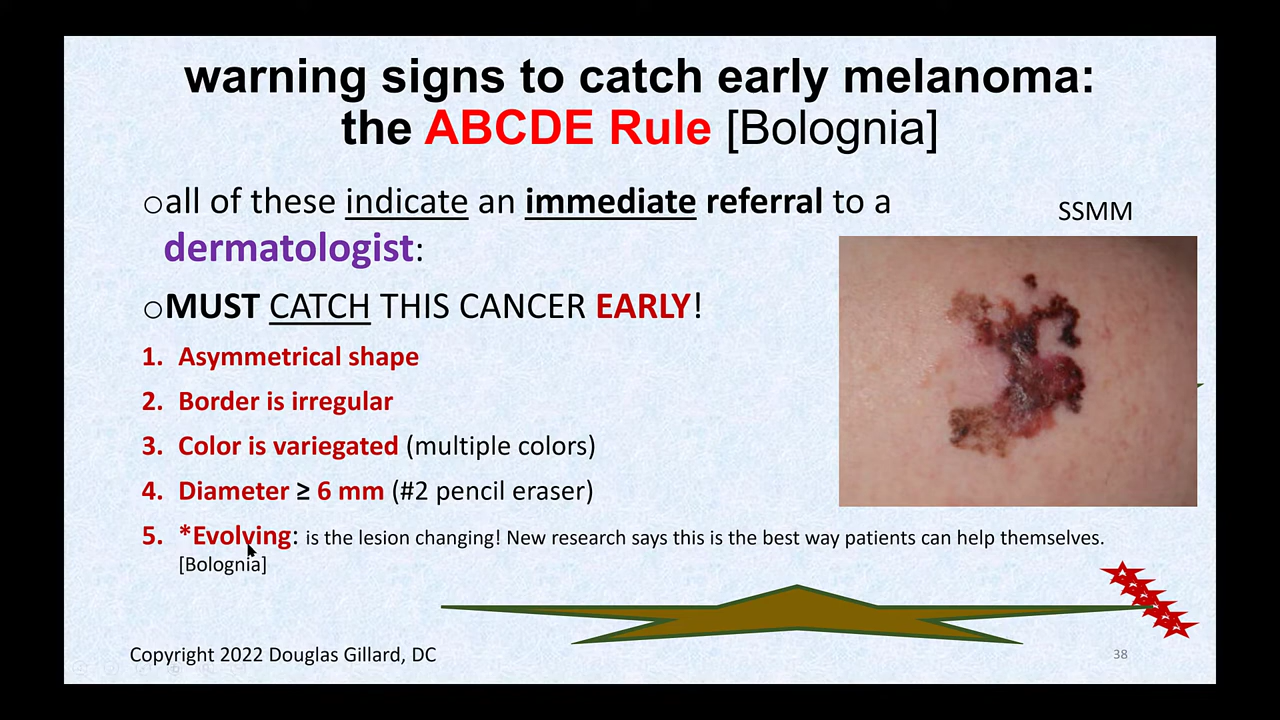 warning signs to catch early melanoma:
the ABCDE Rule [Bolognia]
oall of these indicate an immediate referral to a
dermatologist:
SSMM
oMUST CATCH THIS CANCER EARLY!
1. Asymmetrical shape
2. Border is irregular
3. Color is variegated (multiple colors)
4. Diameter ≥ 6 mm (#2 pencil eraser)
5. *Evolving: is the lesion changing! New research says this is the best way patients can help themselves.
[Bolognia]
Copyright 2022 Douglas Gillard, DC
38